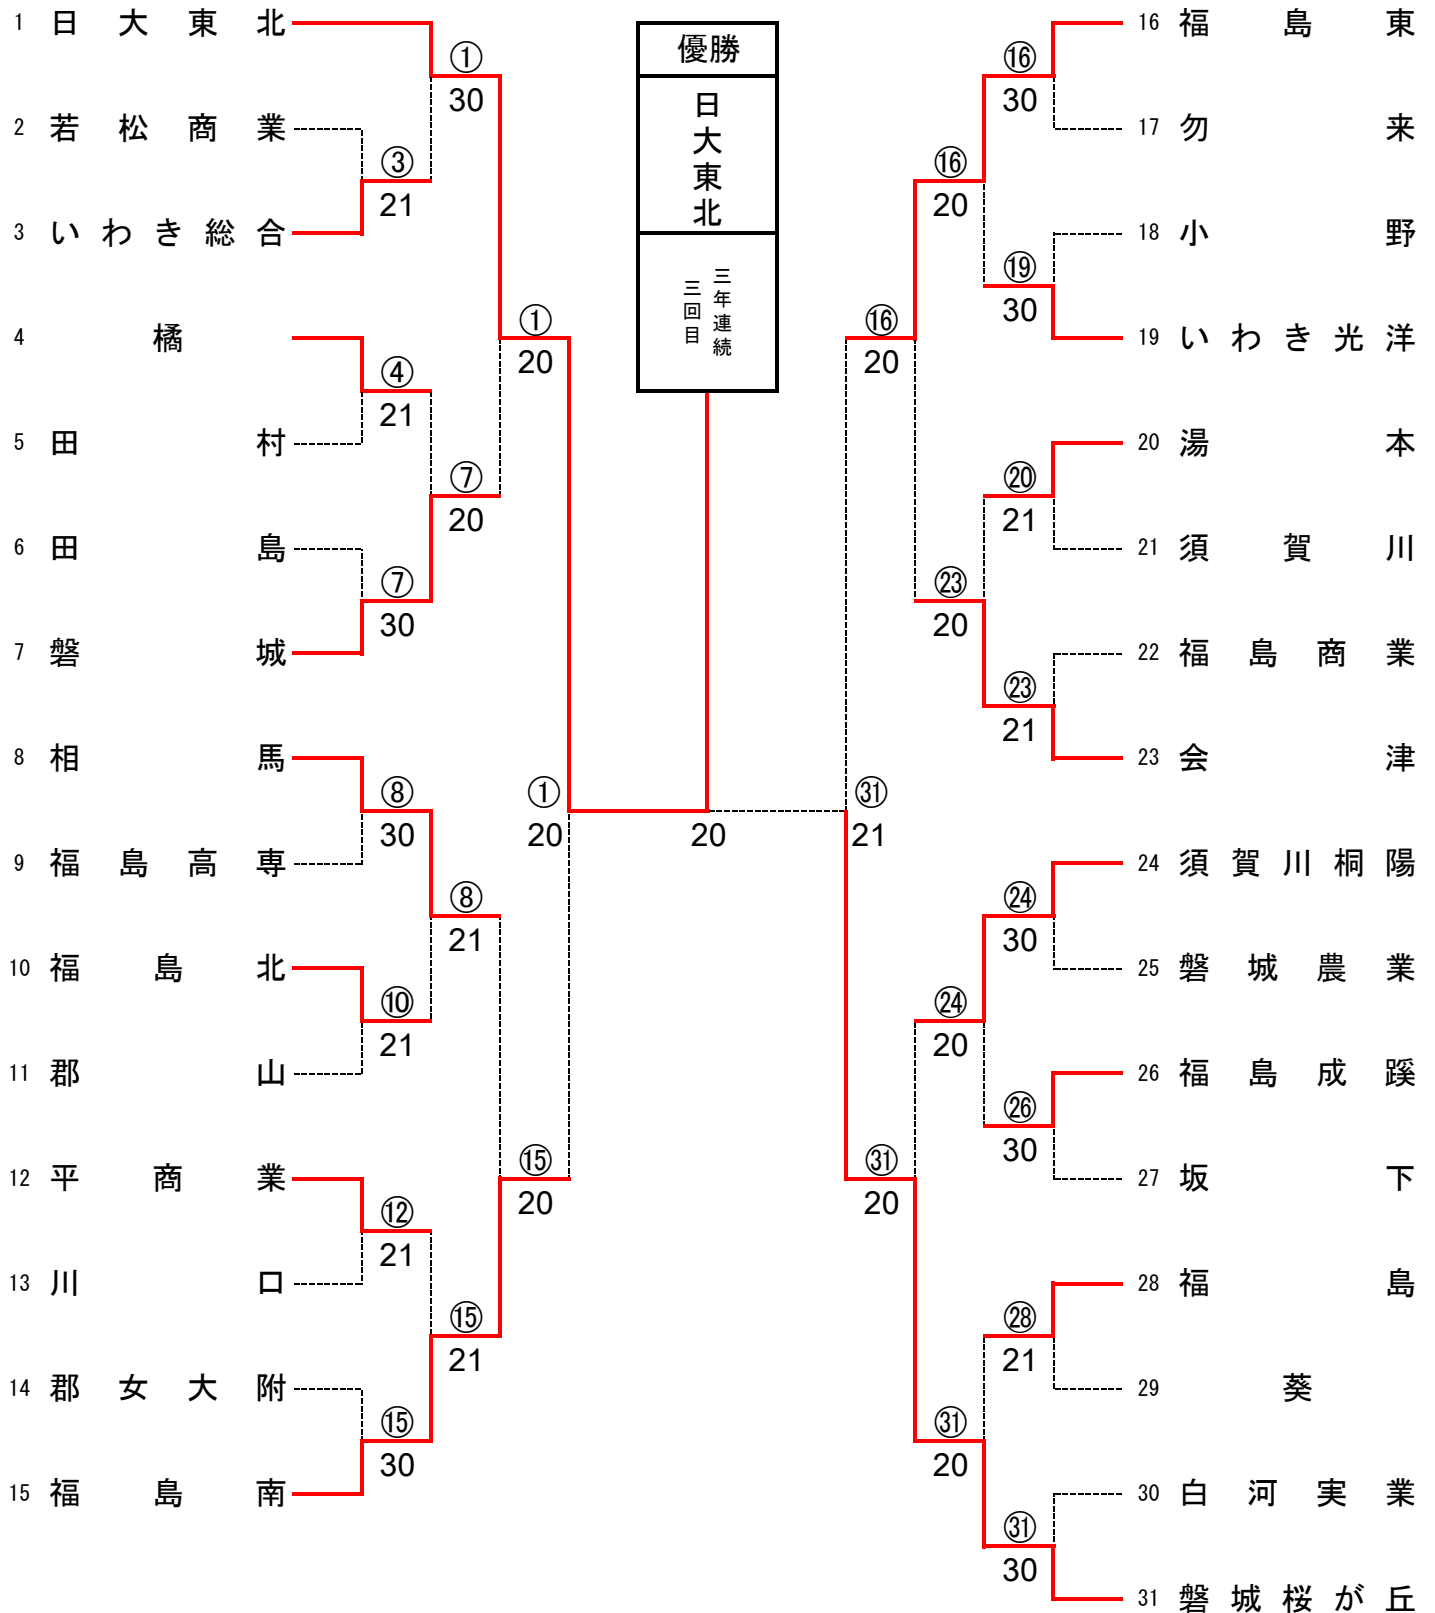 1 日大東北
2 若松商業
3 いわき総合
4 橘
5 田村
6 田島
7 磐城
8 相馬
9 福島高専
10 福島北
11 郡山
12 平商業
13 川口
14 郡女大附
15 福島南
①
30
③
21
④
21
⑦
20
⑦
30
⑧
30
⑧
21
⑩
21
⑫
21
⑮
21
⑮
30
①
20
⑮
20
①
20
優勝
日大東北
三年連続
三回目
20
㉛
21
⑯
20
㉛
20
⑯
20
㉓
20
㉔
20
㉛
20
⑯
30
⑲
30
⑳
21
㉓
21
㉔
30
㉖
30
㉘
21
㉛
30
16 福島東
17 勿来
18 小野
19 いわき光洋
20 湯本
21 須賀川
22 福島商業
23 会津
24 須賀川桐陽
25 磐城農業
26 福島成蹊
27 坂下
28 福島
29 葵
30 白河実業
31 磐城桜が丘